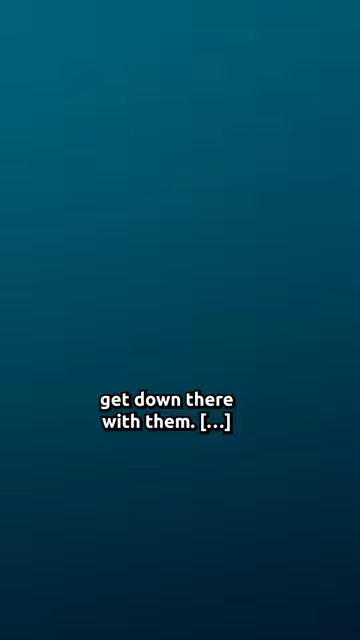 get down there
with them. […]